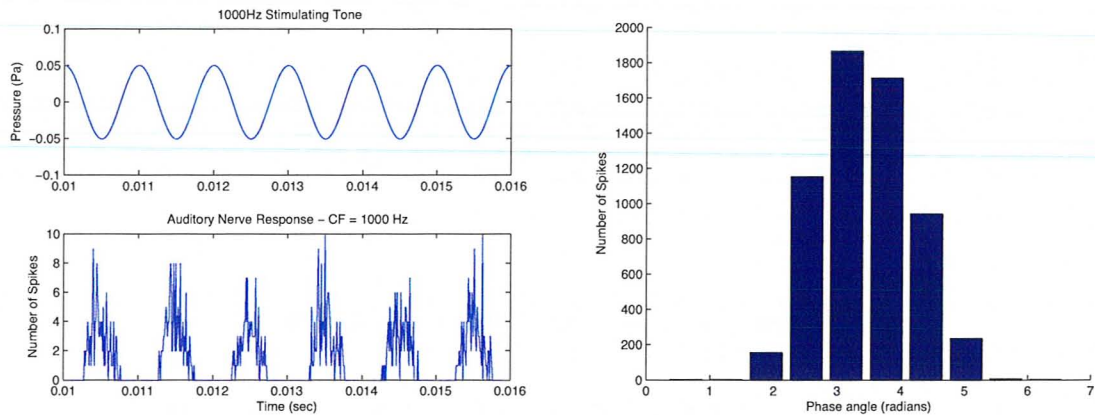 1000Hz Stimulating Tone
Pressure (Pa)
0.1
0.05
0
−0.05
−0.1
0.01 0.011 0.012 0.013 0.014 0.015 0.016
Auditory Nerve Response − CF = 1000 Hz
Number of Spikes
10
8
6
4
2
0
0.01 0.011 0.012 0.013 0.014 0.015 0.016
Time (sec)
Number of Spikes
2000
1800
1600
1400
1200
1000
800
600
400
200
0
0 1 2 3 4 5 6 7
Phase angle (radians)